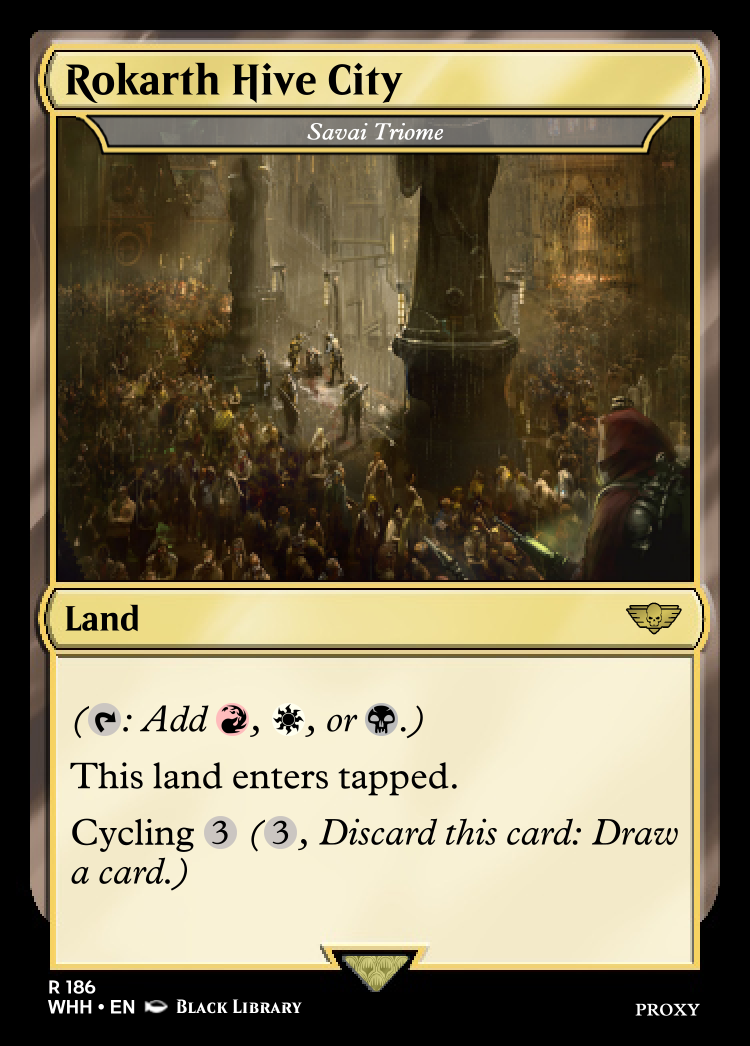 Rokarth Hive City
Savai Triome
Land
(: Add , , or .)
This land enters tapped.
Cycling 3 (3, Discard this card: Draw
a card.)
R 186
WHH • EN BLACK LIBRARY
PROXY